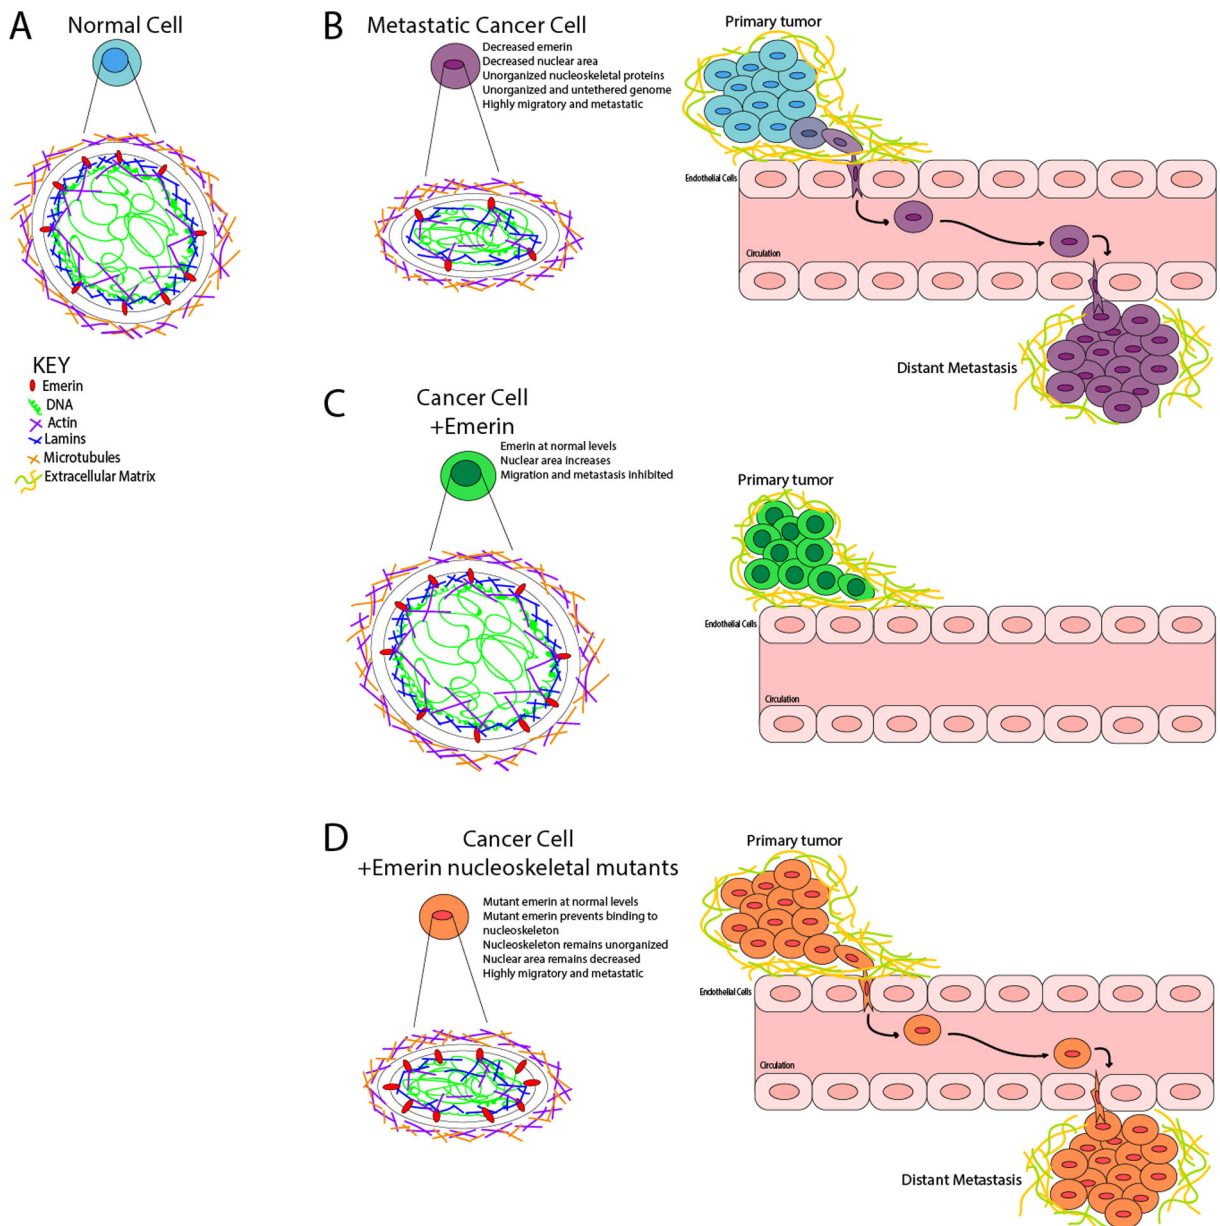 A
Normal Cell
KEY
Emerin
DNA
Actin
Lamins
Microtubules
Extracellular Matrix
B
Metastatic Cancer Cell
Decreased emerin
Decreased nuclear area
Unorganized nucleoskeletal proteins
Unorganized and untethered genome
Highly migratory and metastatic
Primary tumor
Endothelial Cells
Circulation
Distant Metastasis
C
Cancer Cell
+Emerin
Emerin at normal levels
Nuclear area increases
Migration and metastasis inhibited
Primary tumor
Endothelial Cells
Circulation
D
Cancer Cell
+Emerin nucleoskeletal mutants
Mutant emerin at normal levels
Mutant emerin prevents binding to
nucleoskeleton
Nucleoskeleton remains unorganized
Nuclear area remains decreased
Highly migratory and metastatic
Primary tumor
Endothelial Cells
Circulation
Distant Metastasis